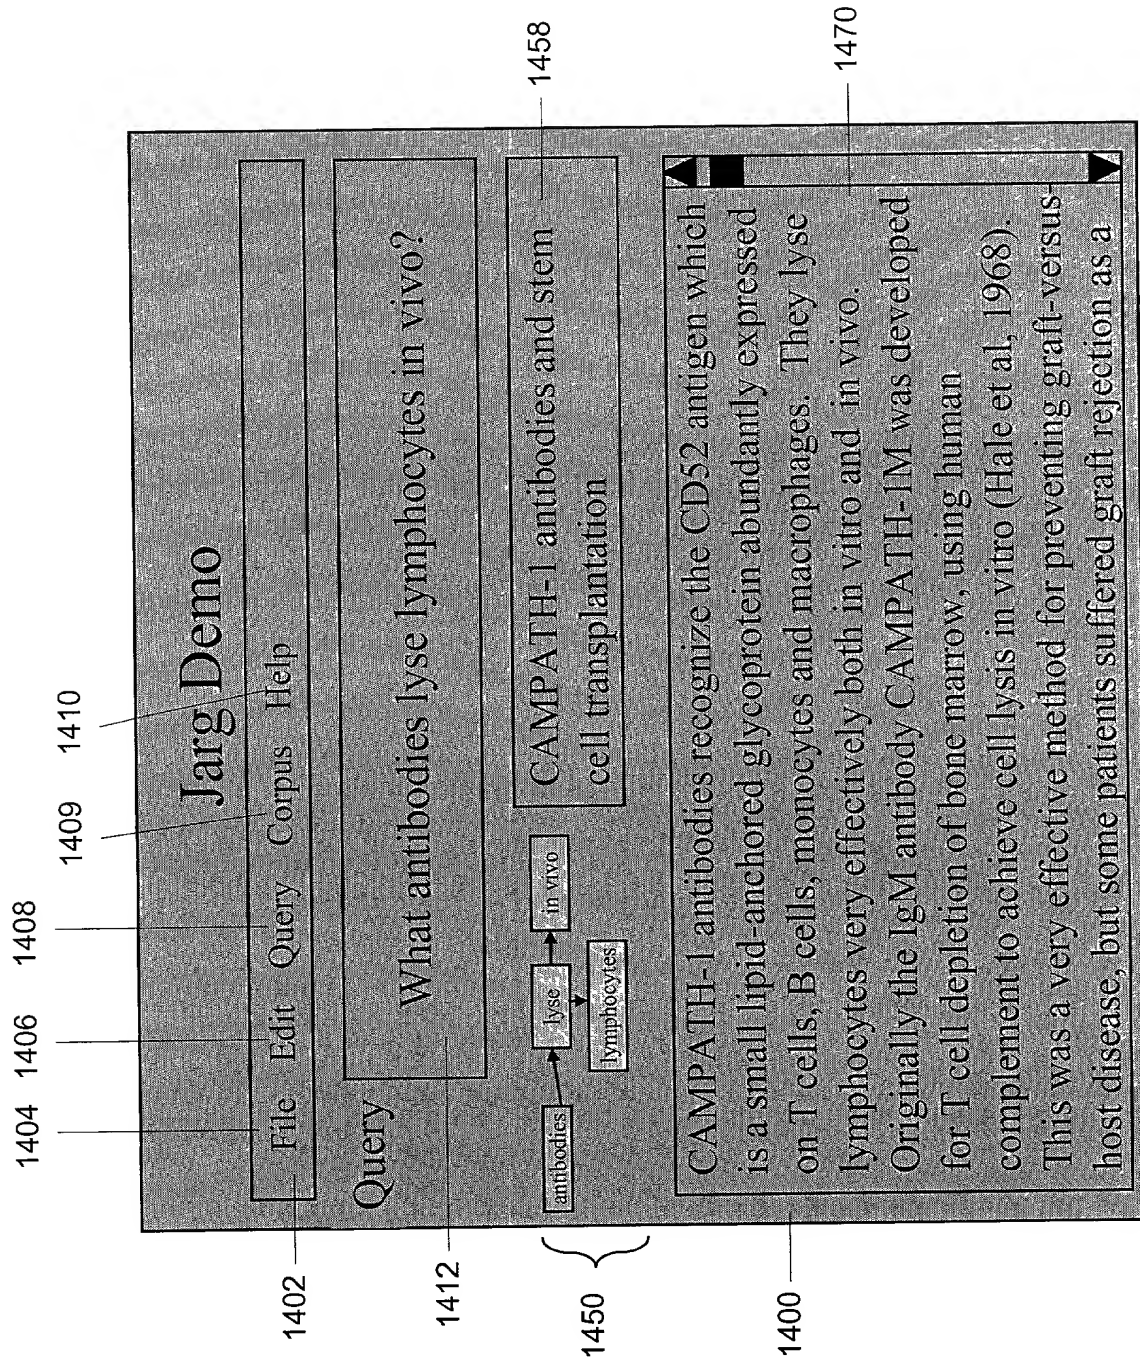 1404 1406 1408 1409 1410
Jarg Demo
1402
File Edit Query Corpus Help
Query
1412
What antibodies lyse lymphocytes in vivo?
1450
antibodies
lyse
in vivo
lymphocytes
CAMPATH-1 antibodies and stem
cell transplantation
1458
1400
CAMPATH-1 antibodies recognize the CD52 antigen which
is a small lipid-anchored glycoprotein abundantly expressed
on T cells, B cells, monocytes and macrophages. They lyse
lymphocytes very effectively both in vitro and in vivo.
Originally the IgM antibody CAMPATH-1M was developed
for T cell depletion of bone marrow, using human
complement to achieve cell lysis in vitro (Hale et al, 1968).
This was a very effective method for preventing graft-versus-
host disease, but some patients suffered graft rejection as a
1470